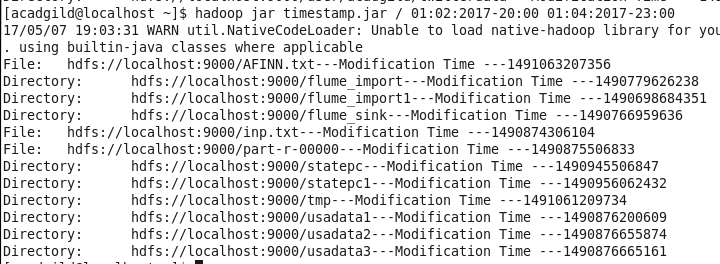 [acadgild@localhost ~]$ hadoop jar timestamp.jar / 01:02:2017-20:00 01:04:2017-23:00
17/05/07 19:03:31 WARN util.NativeCodeLoader: Unable to load native-hadoop library for you
. using builtin-java classes where applicable
File:   hdfs://localhost:9000/AFINN.txt---Modification Time ---1491063207356
Directory:      hdfs://localhost:9000/flume_import---Modification Time ---1490779626238
Directory:      hdfs://localhost:9000/flume_import1---Modification Time ---1490698684351
Directory:      hdfs://localhost:9000/flume_sink---Modification Time ---1490766959636
File:   hdfs://localhost:9000/inp.txt---Modification Time ---1490874306104
File:   hdfs://localhost:9000/part-r-00000---Modification Time ---1490875506833
Directory:      hdfs://localhost:9000/statepc---Modification Time ---1490945506847
Directory:      hdfs://localhost:9000/statepc1---Modification Time ---1490956062432
Directory:      hdfs://localhost:9000/tmp---Modification Time ---1491061209734
Directory:      hdfs://localhost:9000/usadata1---Modification Time ---1490876200609
Directory:      hdfs://localhost:9000/usadata2---Modification Time ---1490876655874
Directory:      hdfs://localhost:9000/usadata3---Modification Time ---1490876665161